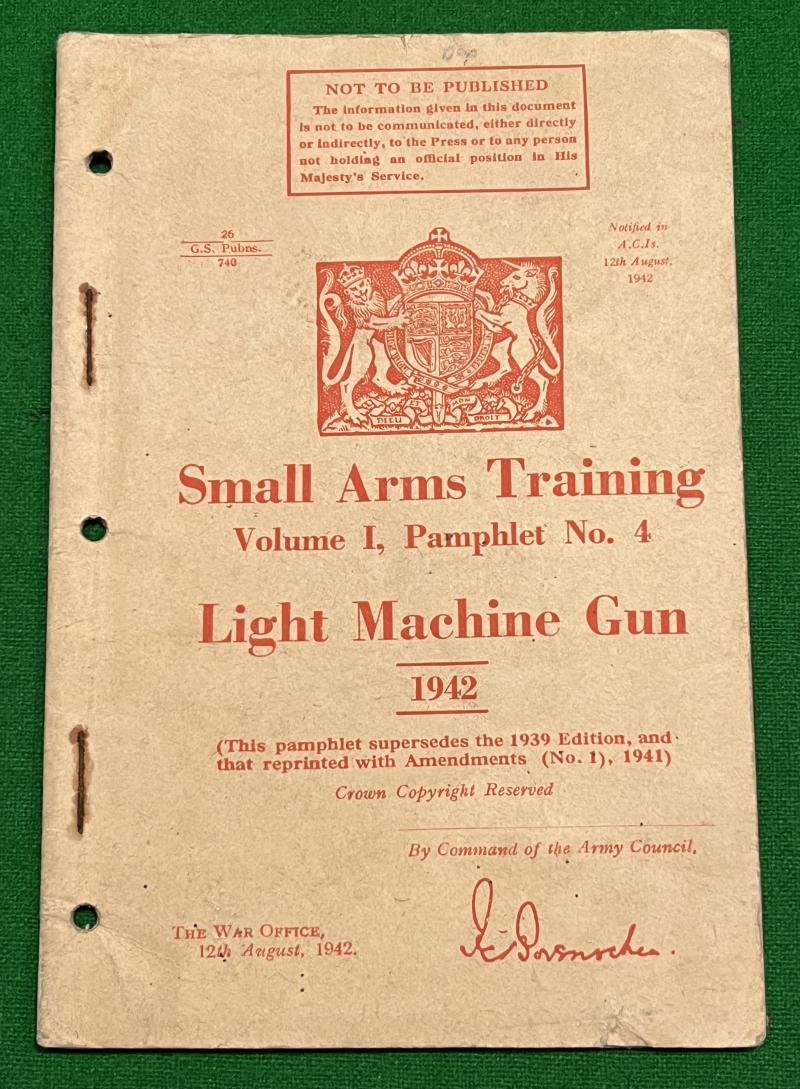 NOT TO BE PUBLISHED
The information given in this document
is not to be communicated, either directly
or indirectly, to the Press or to any person
not holding an official position in His
Majesty's Service.
26
G.S. Pubns.
740
Notified in
A.C.Is.
12th August,
1942
DIEU
ET
MON
DROIT
Small Arms Training
Volume I, Pamphlet No. 4
Light Machine Gun
1942
(This pamphlet supersedes the 1939 Edition, and
that reprinted with Amendments (No. 1), 1941)
Crown Copyright Reserved
By Command of the Army Council,
THE WAR OFFICE,
12th August, 1942.